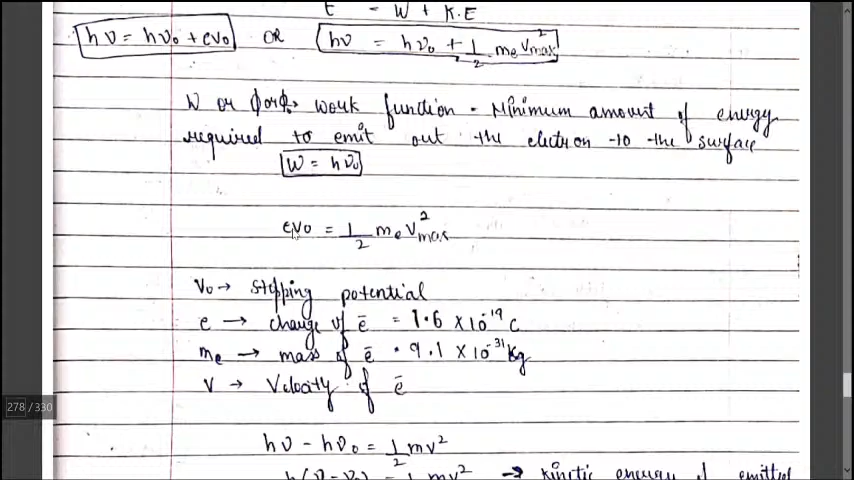 E = W + K.E
hν = hν₀ + ev₀ OR hν = hν₀ + 1/2 mₑv²max
W or ϕ or ϕ₀ → work function = Minimum amount of energy
required to emit out the electron to the surface
W = hν₀
ev₀ = 1/2 mₑv²max
V₀ → stopping potential
e → charge of ē = 1.6 × 10⁻¹⁹ C
mₑ → mass of ē = 9.1 × 10⁻³¹ Kg
v → Velocity of ē
278 / 330
hν - hν₀ = 1/2 mv²
h(ν - ν₀) = 1/2 mv² → kinetic energy of emitted